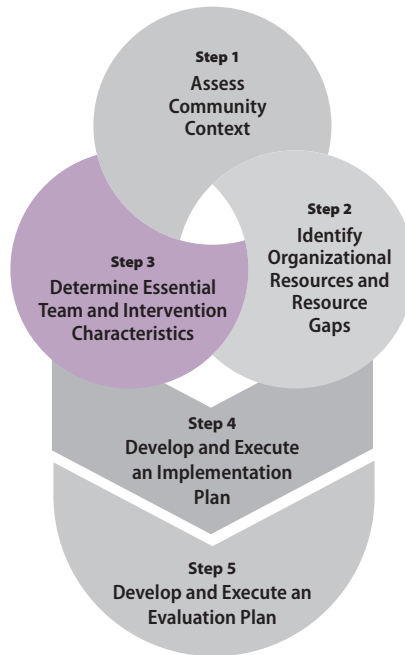 Step 1
Assess
Community
Context
Step 2
Identify
Organizational
Resources and
Resource
Gaps
Step 3
Determine Essential
Team and Intervention
Characteristics
Step 4
Develop and Execute
an Implementation
Plan
Step 5
Develop and Execute an
Evaluation Plan